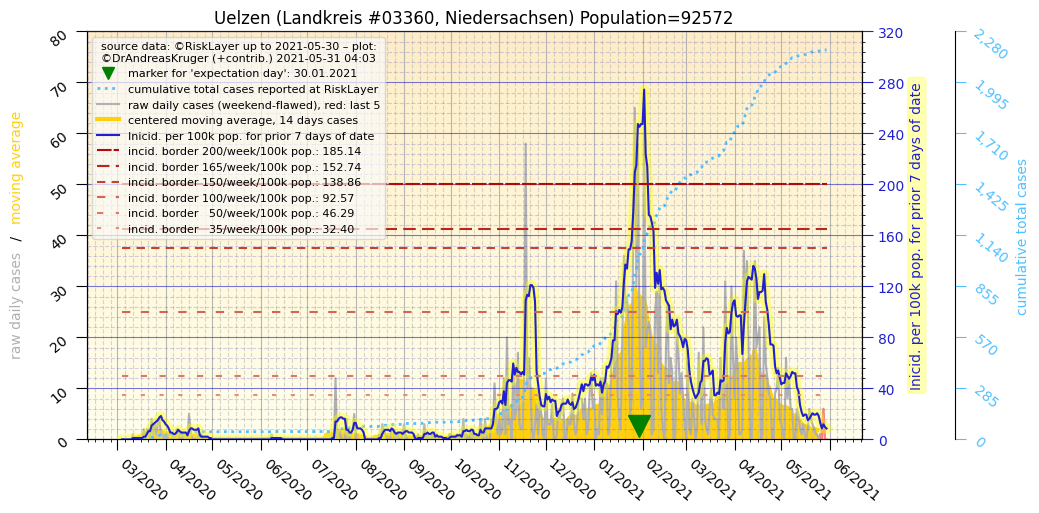 Uelzen (Landkreis #03360, Niedersachsen) Population=92572
source data: ©RiskLayer up to 2021-05-30 – plot:
©DrAndreasKruger (+contrib.) 2021-05-31 04:03
marker for 'expectation day': 30.01.2021
cumulative total cases reported at RiskLayer
raw daily cases (weekend-flawed), red: last 5
centered moving average, 14 days cases
Inicid. per 100k pop. for prior 7 days of date
incid. border 200/week/100k pop.: 185.14
incid. border 165/week/100k pop.: 152.74
incid. border 150/week/100k pop.: 138.86
incid. border 100/week/100k pop.: 92.57
incid. border 50/week/100k pop.: 46.29
incid. border 35/week/100k pop.: 32.40
raw daily cases / moving average
80
70
60
50
40
30
20
10
0
320
280
240
200
160
120
80
40
0
Inicid. per 100k pop. for prior 7 days of date
2,280
1,995
1,710
1,425
1,140
855
570
285
0
cumulative total cases
03/2020
04/2020
05/2020
06/2020
07/2020
08/2020
09/2020
10/2020
11/2020
12/2020
01/2021
02/2021
03/2021
04/2021
05/2021
06/2021